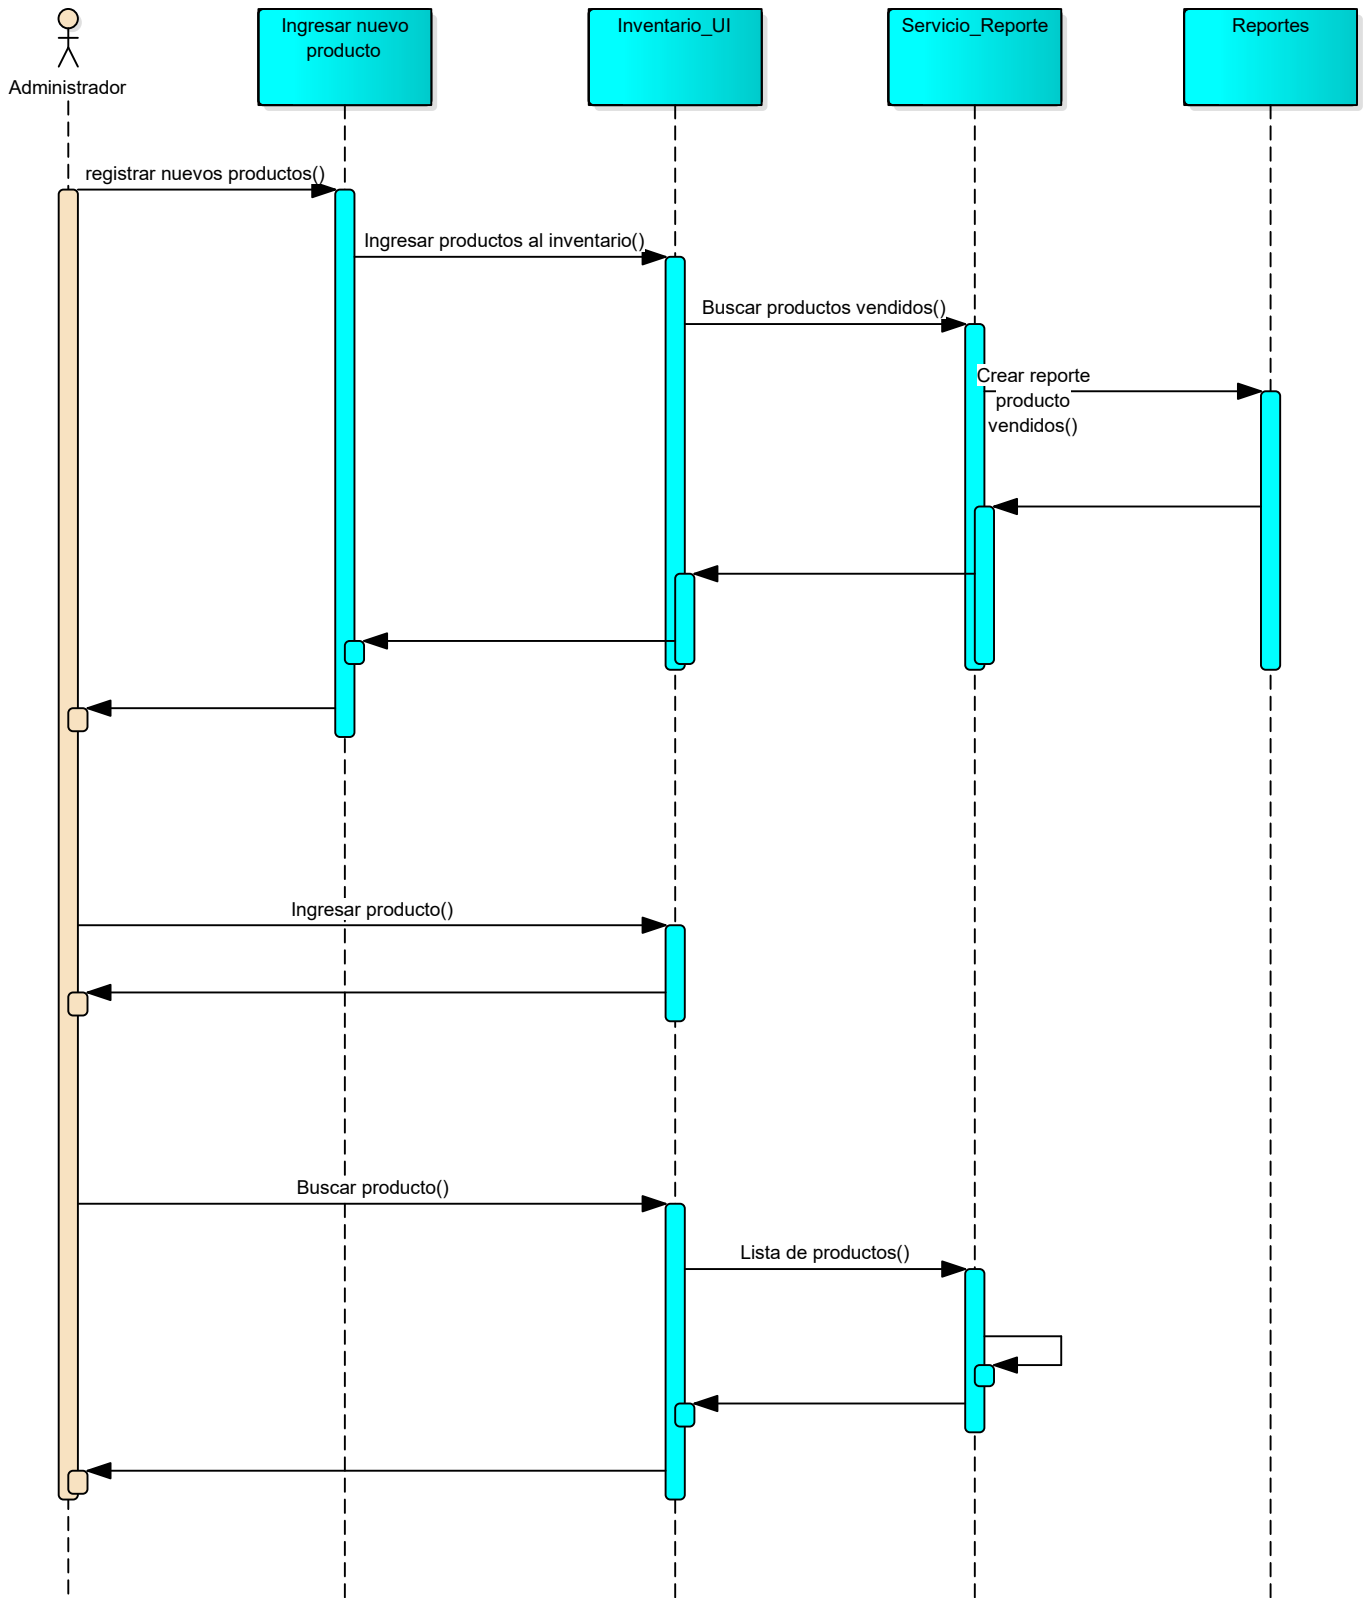 Administrador
Ingresar nuevo
producto
Inventario_UI
Servicio_Reporte
Reportes
registrar nuevos productos()
Ingresar productos al inventario()
Buscar productos vendidos()
Crear reporte
producto
vendidos()
Ingresar producto()
Buscar producto()
Lista de productos()